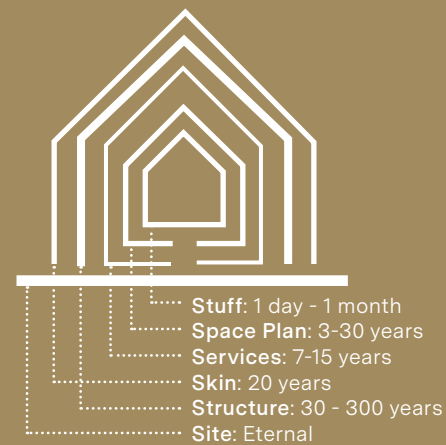 Stuff: 1 day - 1 month
Space Plan: 3-30 years
Services: 7-15 years
Skin: 20 years
Structure: 30 - 300 years
Site: Eternal